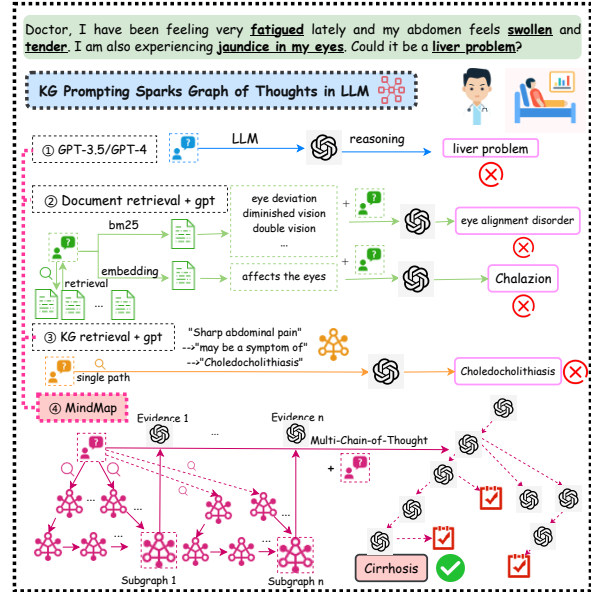 Doctor, I have been feeling very fatigued lately and my abdomen feels swollen and
tender. I am also experiencing jaundice in my eyes. Could it be a liver problem?
KG Prompting Sparks Graph of Thoughts in LLM
① GPT-3.5/GPT-4
LLM
reasoning
liver problem
② Document retrieval + gpt
bm25
eye deviation
diminished vision
double vision
...
+
eye alignment disorder
retrieval
embedding
affects the eyes
+
Chalazion
...
③ KG retrieval + gpt
"Sharp abdominal pain"
-->"may be a symptom of"
-->"Choledocholithiasis"
single path
Choledocholithiasis
④ MindMap
Evidence 1
...
Evidence n
Multi-Chain-of-Thought
+
...
...
...
...
...
Subgraph 1
Subgraph n
Cirrhosis